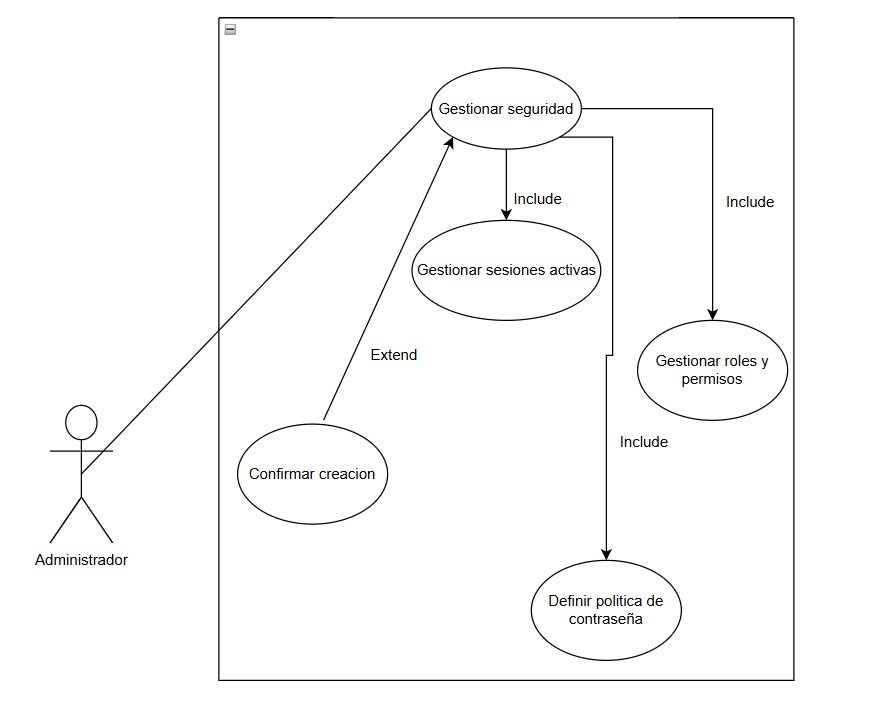 Gestionar seguridad
Include
Include
Gestionar sesiones activas
Extend
Gestionar roles y
permisos
Include
Confirmar creacion
Administrador
Definir politica de
contraseña